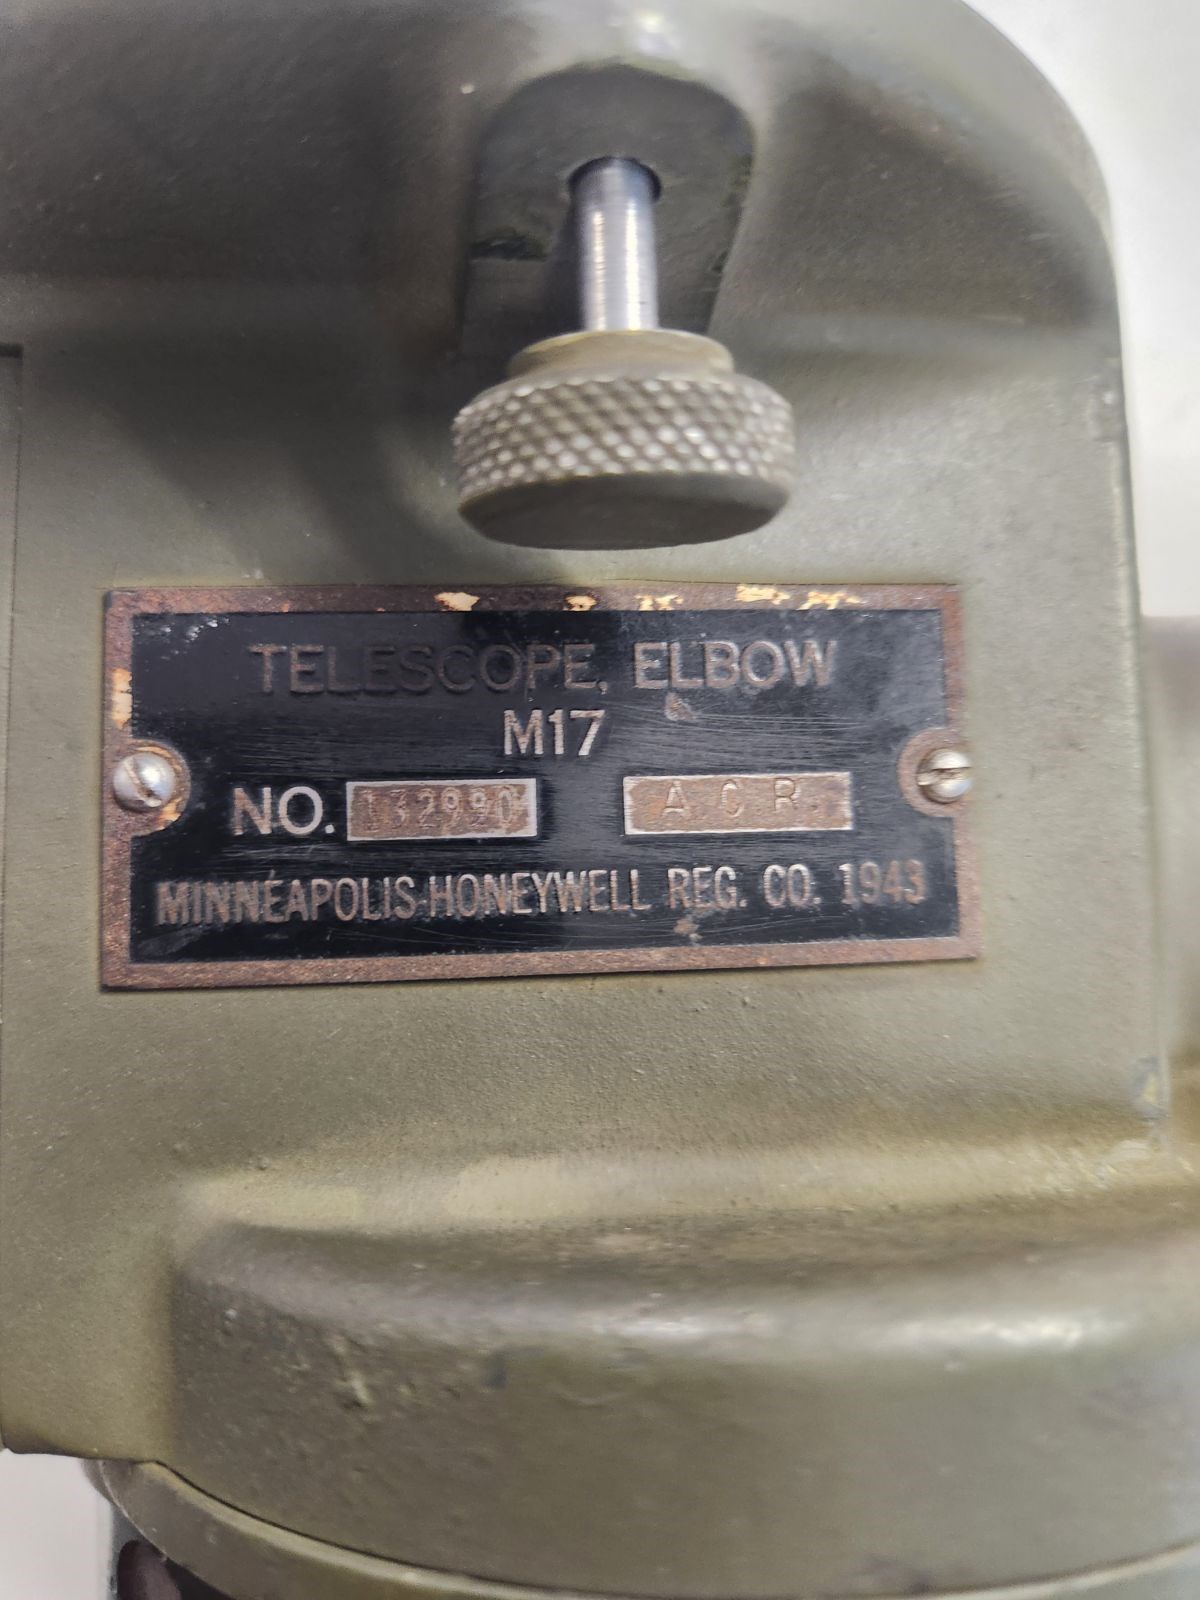 TELESCOPE, ELBOW
M17
NO. 132990 A C R
MINNEAPOLIS-HONEYWELL REG. CO. 1943